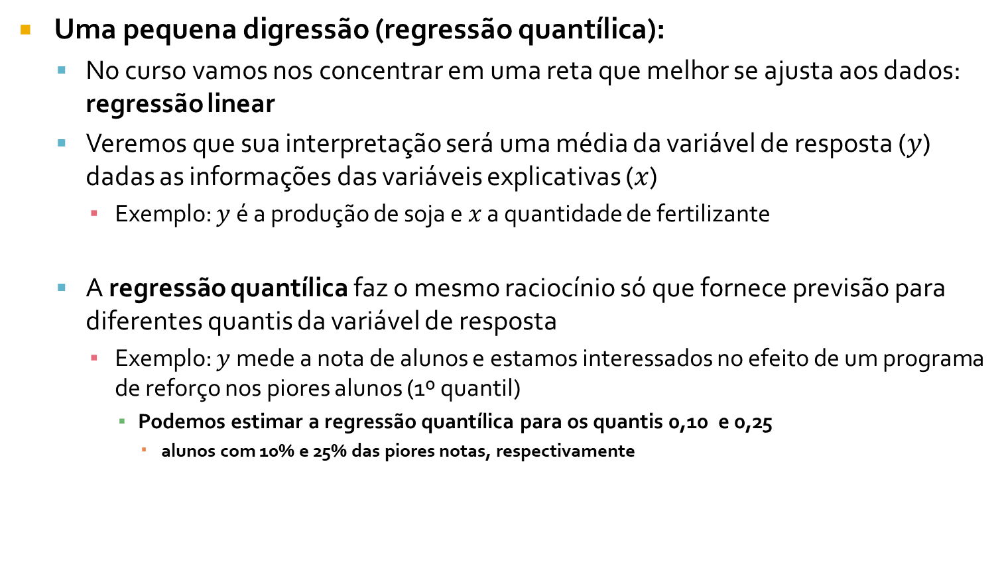 Uma pequena digressão (regressão quantílica):
No curso vamos nos concentrar em uma reta que melhor se ajusta aos dados:
regressão linear
Veremos que sua interpretação será uma média da variável de resposta (y)
dadas as informações das variáveis explicativas (x)
Exemplo: y é a produção de soja e x a quantidade de fertilizante
A regressão quantílica faz o mesmo raciocínio só que fornece previsão para
diferentes quantis da variável de resposta
Exemplo: y mede a nota de alunos e estamos interessados no efeito de um programa
de reforço nos piores alunos (1º quantil)
Podemos estimar a regressão quantílica para os quantis 0,10 e 0,25
alunos com 10% e 25% das piores notas, respectivamente